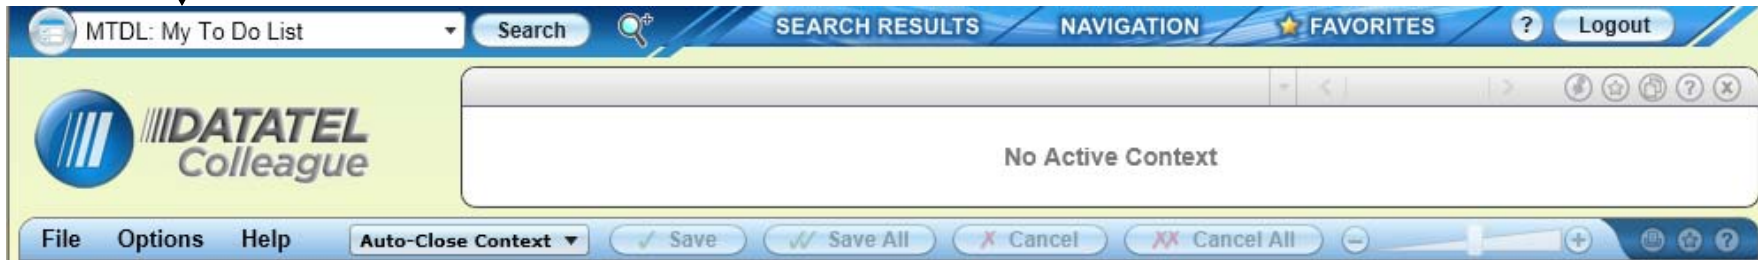 MTDL: My To Do List Search SEARCH RESULTS NAVIGATION FAVORITES ? Logout
DATATEL
Colleague
No Active Context
File Options Help Auto-Close Context Save Save All Cancel Cancel All